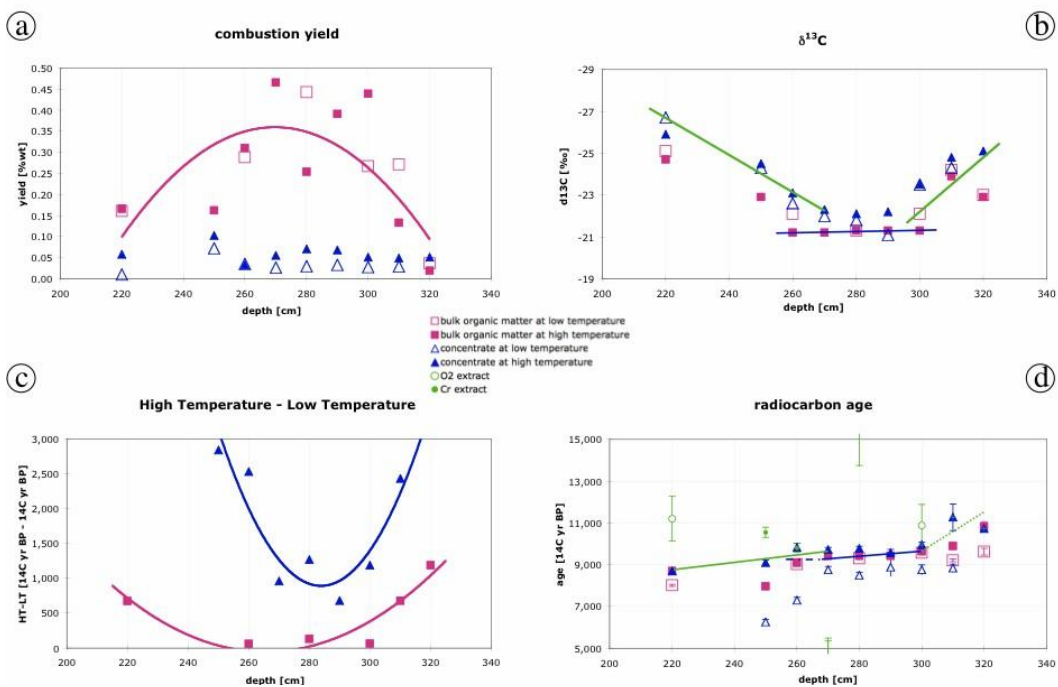 a
combustion yield
yield [%wt]
0.50
0.45
0.40
0.35
0.30
0.25
0.20
0.15
0.10
0.05
0.00
200 220 240 260 280 300 320 340
depth [cm]
b
δ13C
d13C [‰]
-29
-27
-25
-23
-21
-19
200 220 240 260 280 300 320 340
depth [cm]
bulk organic matter at low temperature
bulk organic matter at high temperature
concentrate at low temperature
concentrate at high temperature
O2 extract
Cr extract
c
High Temperature - Low Temperature
HT-LT [14C yr BP - 14C yr BP]
3,000
2,500
2,000
1,500
1,000
500
0
200 220 240 260 280 300 320 340
depth [cm]
d
radiocarbon age
age [14C yr BP]
15,000
13,000
11,000
9,000
7,000
5,000
200 220 240 260 280 300 320 340
depth [cm]